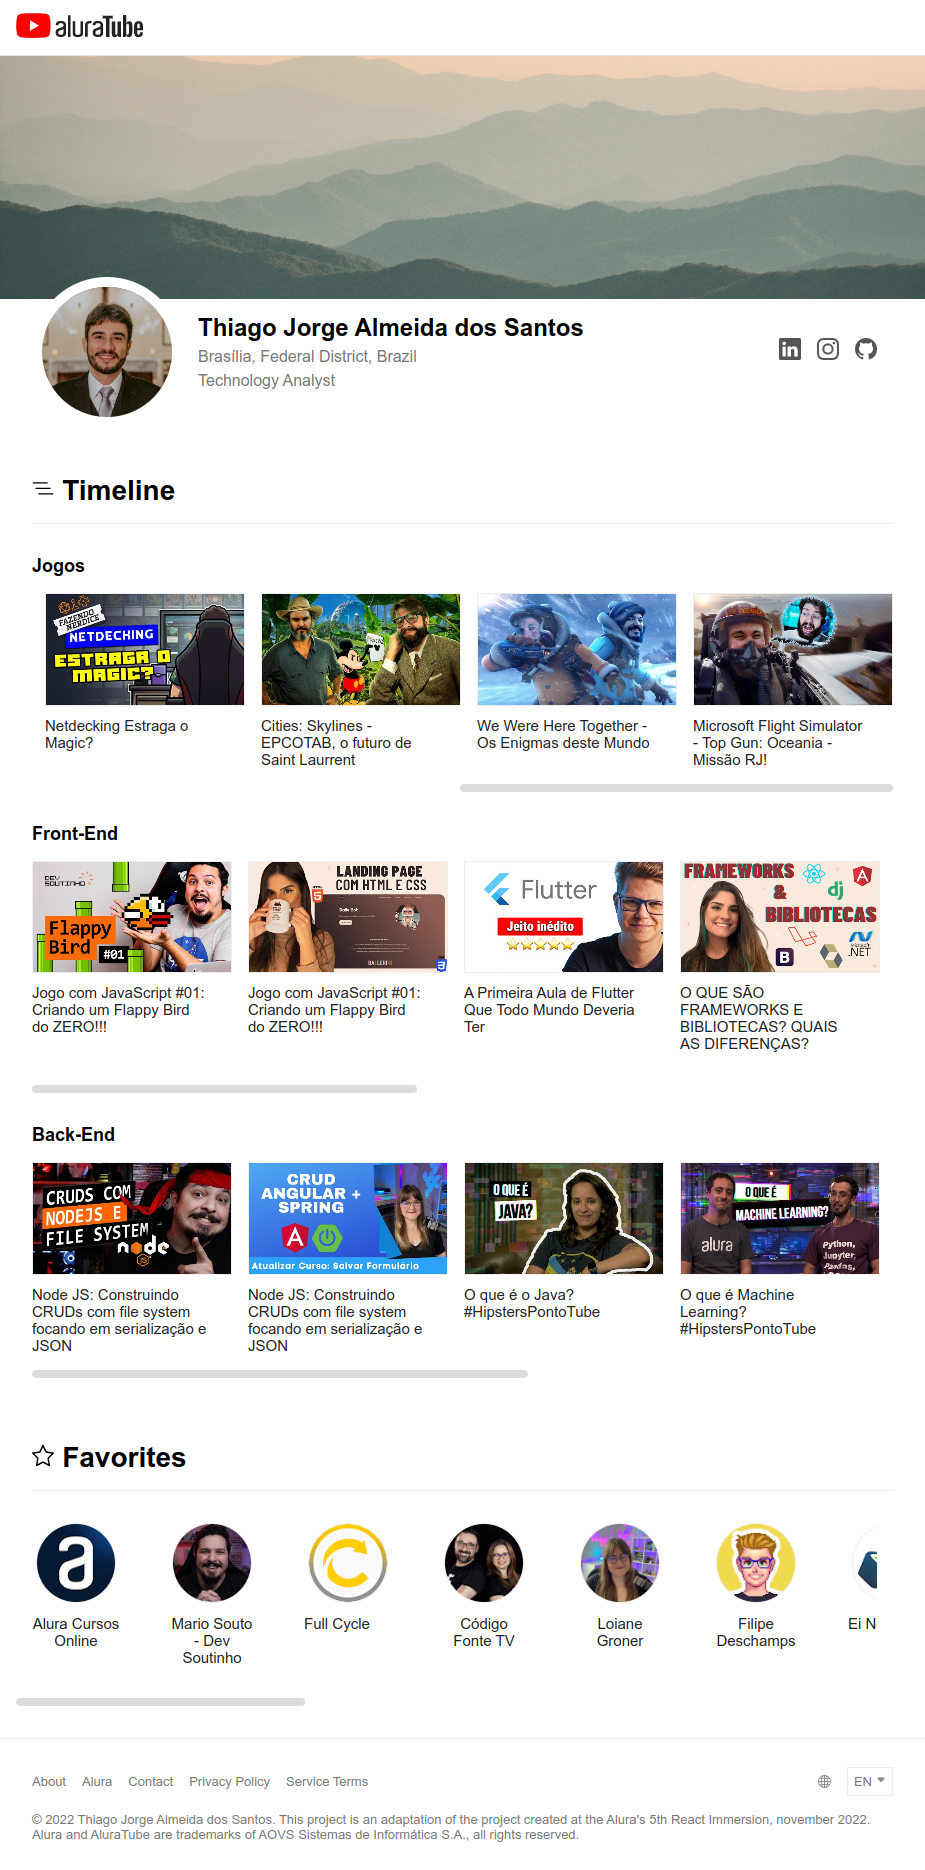 aluraTube
Thiago Jorge Almeida dos Santos
Brasília, Federal District, Brazil
Technology Analyst
Timeline
Jogos
FAZENDO
NERDICE
NETDECHING
ESTRAGA O
MAGIC?
Netdecking Estraga o
Magic?
Cities: Skylines -
EPCOTAB, o futuro de
Saint Laurrent
We Were Here Together -
Os Enigmas deste Mundo
Microsoft Flight Simulator
- Top Gun: Oceania -
Missão RJ!
Front-End
DEV
SOUTINHO
Flappy
Bird
#01
Jogo com JavaScript #01:
Criando um Flappy Bird
do ZERO!!!
LANDING PAGE
COM HTML E CSS
BALLERINI
Jogo com JavaScript #01:
Criando um Flappy Bird
do ZERO!!!
Flutter
Jeito inédito
A Primeira Aula de Flutter
Que Todo Mundo Deveria
Ter
FRAMEWORKS
&
dj
BIBLIOTECAS
B
Microsoft
.NET
O QUE SÃO
FRAMEWORKS E
BIBLIOTECAS? QUAIS
AS DIFERENÇAS?
Back-End
CRUDS COM
NODEJS E
FILE SYSTEM
node
Node JS: Construindo
CRUDs com file system
focando em serialização e
JSON
CRUD
ANGULAR +
SPRING
A
Atualizar Curso: Salvar Formulário
Node JS: Construindo
CRUDs com file system
focando em serialização e
JSON
O QUE É
JAVA?
O que é o Java?
#HipstersPontoTube
O QUE É
MACHINE LEARNING?
alura
Python,
Jupyter,
Pandas,
O que é Machine
Learning?
#HipstersPontoTube
Favorites
a
Alura Cursos
Online
Mario Souto
- Dev
Soutinho
Full Cycle
Código
Fonte TV
Loiane
Groner
Filipe
Deschamps
Ei N
About
Alura
Contact
Privacy Policy
Service Terms
EN
© 2022 Thiago Jorge Almeida dos Santos. This project is an adaptation of the project created at the Alura's 5th React Immersion, november 2022.
Alura and AluraTube are trademarks of AOVS Sistemas de Informática S.A., all rights reserved.